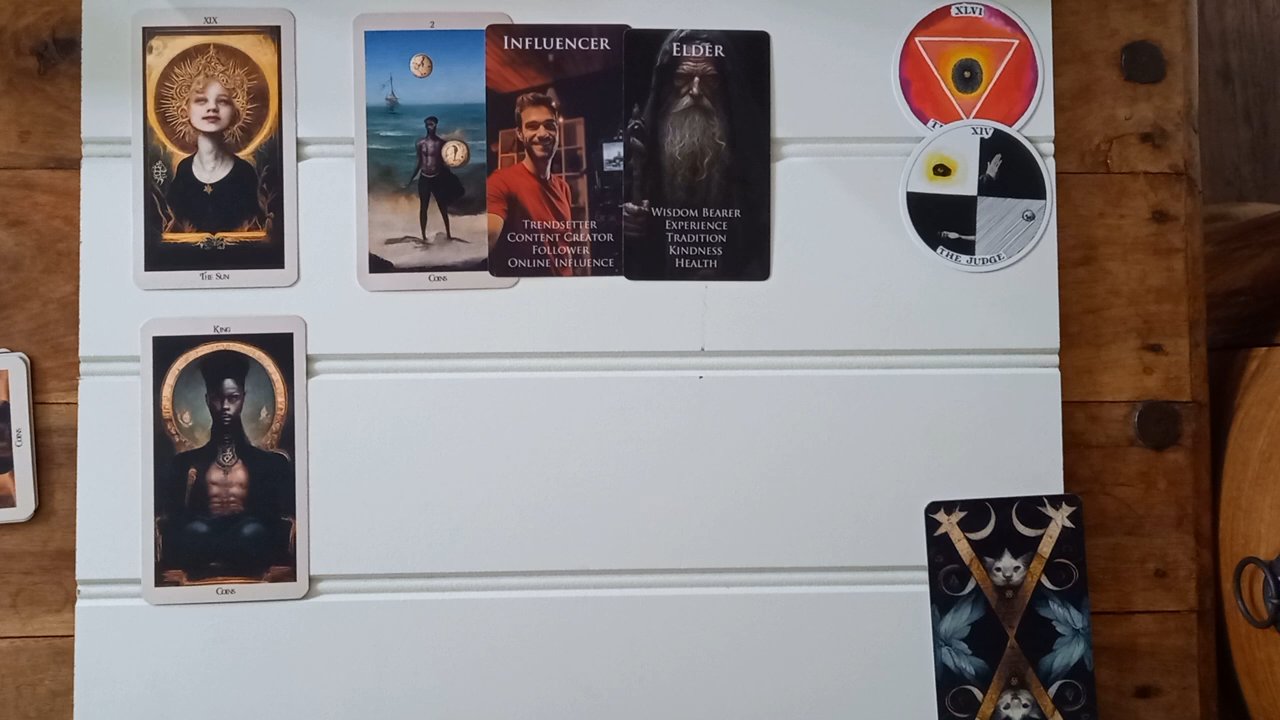 XIX
THE SUN
2
COINS
INFLUENCER
TRENDSETTER
CONTENT CREATOR
FOLLOWER
ONLINE INFLUENCE
ELDER
WISDOM BEARER
EXPERIENCE
TRADITION
KINDNESS
HEALTH
XLVI
XIV
THE JUDGE
KING
COINS
COINS